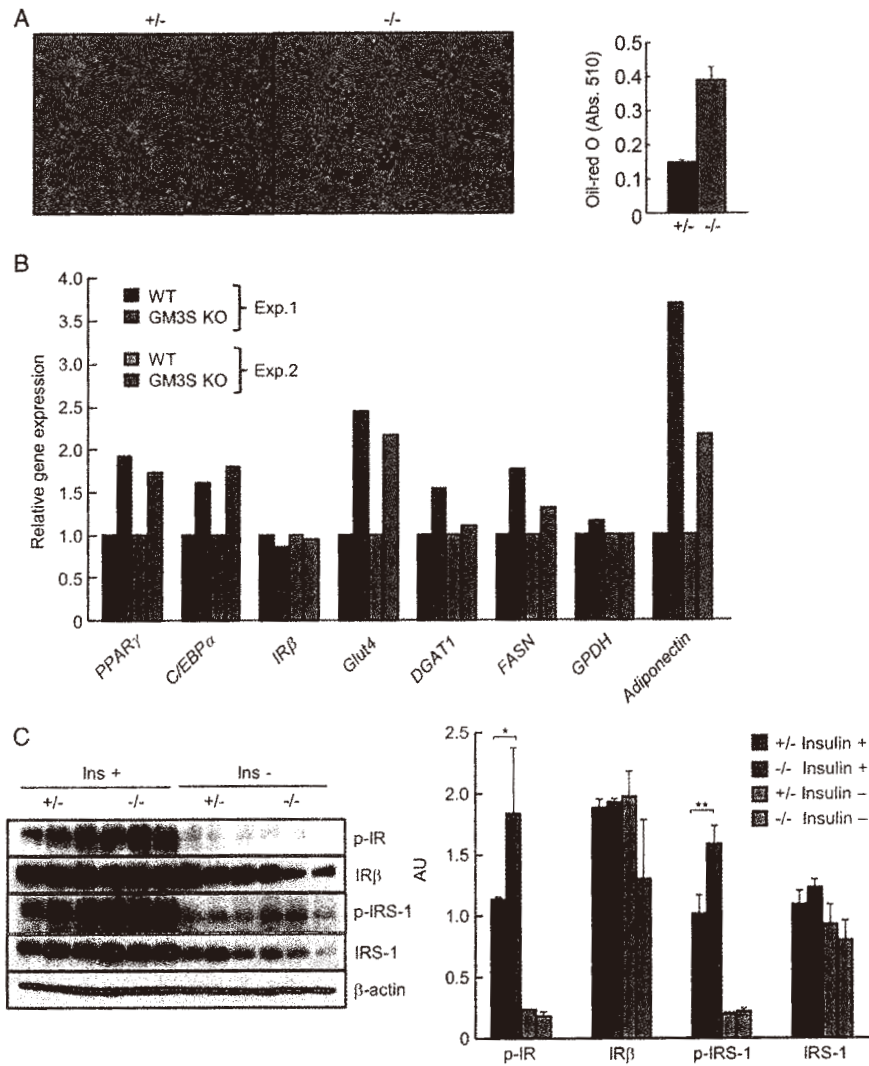 A
+/-
-/-
Oil-red O (Abs. 510)
0.5
0.4
0.3
0.2
0.1
0
+/- -/-
B
Relative gene expression
4.0
3.5
3.0
2.5
2.0
1.5
1.0
0.5
0
WT
GM3S KO
Exp.1
WT
GM3S KO
Exp.2
PPARγ
C/EBPα
IRβ
Glut4
DGAT1
FASN
GPDH
Adiponectin
C
Ins +
Ins -
+/-
-/-
+/-
-/-
p-IR
IRβ
p-IRS-1
IRS-1
β-actin
AU
2.5
2.0
1.5
1.0
0.5
0
*
**
+/- Insulin +
-/- Insulin +
+/- Insulin –
-/- Insulin –
p-IR
IRβ
p-IRS-1
IRS-1